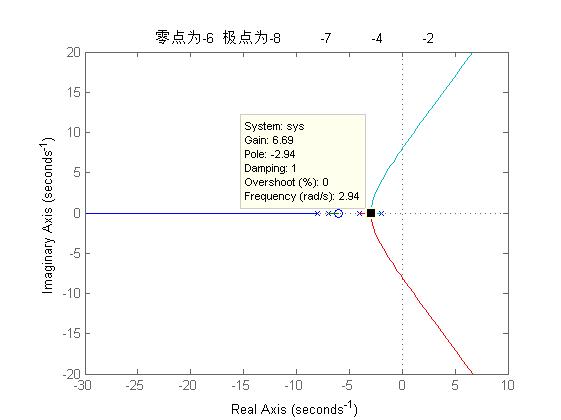 零点为-6 极点为-8 -7 -4 -2
System: sys
Gain: 6.69
Pole: -2.94
Damping: 1
Overshoot (%): 0
Frequency (rad/s): 2.94
Imaginary Axis (seconds⁻¹)
20
15
10
5
0
-5
-10
-15
-20
-30 -25 -20 -15 -10 -5 0 5 10
Real Axis (seconds⁻¹)